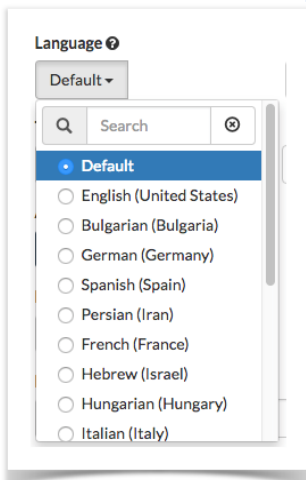 Language
Default
Search
Default
English (United States)
Bulgarian (Bulgaria)
German (Germany)
Spanish (Spain)
Persian (Iran)
French (France)
Hebrew (Israel)
Hungarian (Hungary)
Italian (Italy)